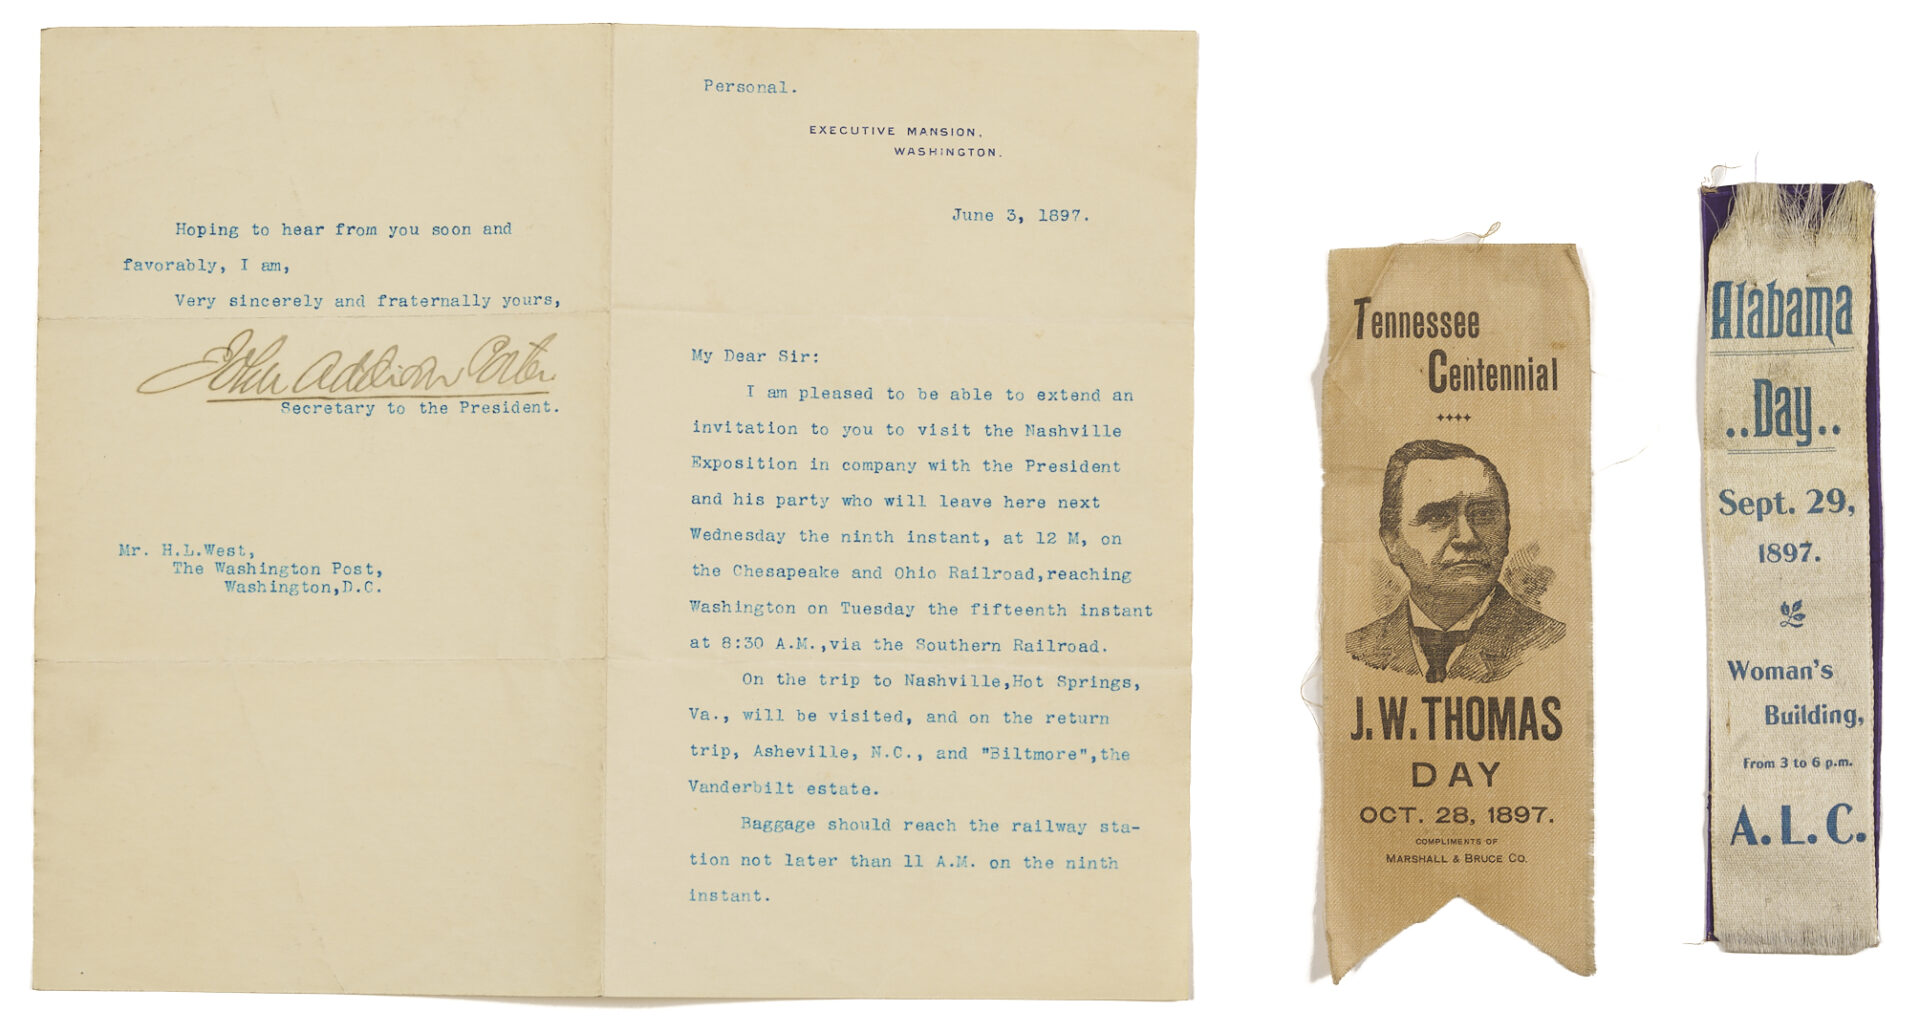 Personal.
EXECUTIVE MANSION,
WASHINGTON.
June 3, 1897.
My Dear Sir:
I am pleased to be able to extend an
invitation to you to visit the Nashville
Exposition in company with the President
and his party who will leave here next
Wednesday the ninth instant, at 12 M, on
the Chesapeake and Ohio Railroad,reaching
Washington on Tuesday the fifteenth instant
at 8:30 A.M.,via the Southern Railroad.
On the trip to Nashville,Hot Springs,
Va., will be visited, and on the return
trip, Asheville, N.C., and "Biltmore",the
Vanderbilt estate.
Baggage should reach the railway sta-
tion not later than 11 A.M. on the ninth
instant.
Hoping to hear from you soon and
favorably, I am,
Very sincerely and fraternally yours,
John Addison Porter
Secretary to the President.
Mr. H.L.West,
The Washington Post,
Washington,D.C.
Tennessee
Centennial
J.W. THOMAS
DAY
OCT. 28, 1897.
COMPLIMENTS OF
MARSHALL & BRUCE CO.
Alabama
..Day..
Sept. 29,
1897.
Woman's
Building,
From 3 to 6 p.m.
A.L.C.